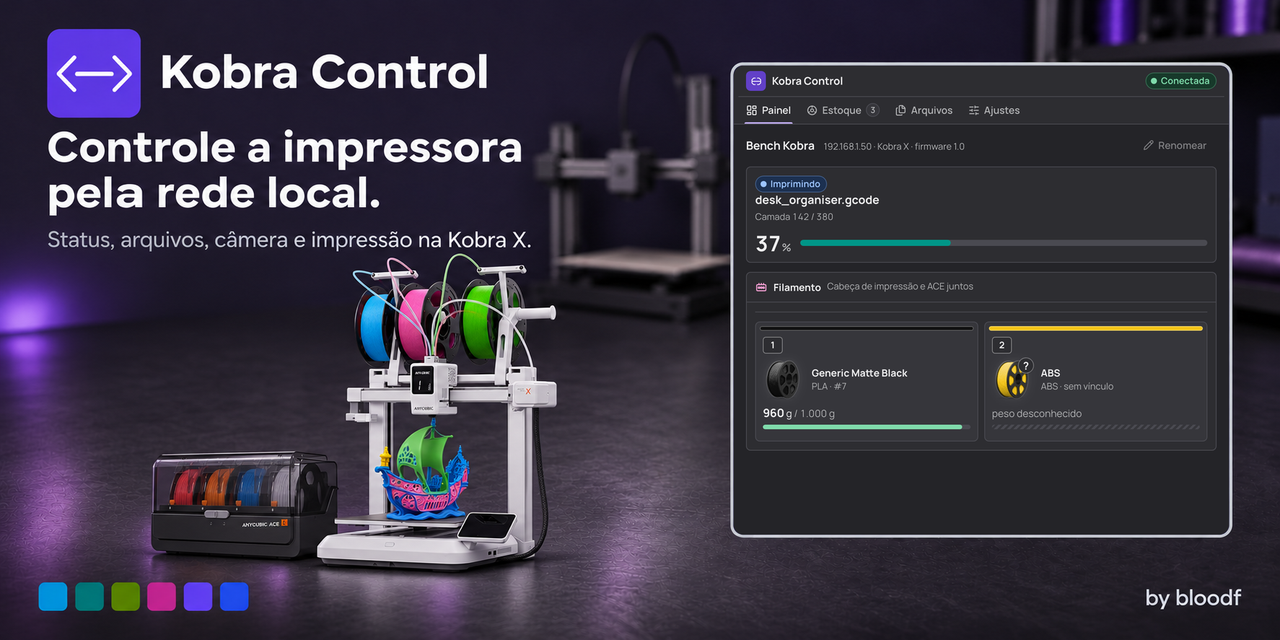 Kobra Control
Controle a impressora
pela rede local.
Status, arquivos, câmera e impressão na Kobra X.
Kobra Control
Conectada
Painel
Estoque 3
Arquivos
Ajustes
Bench Kobra
192.168.1.50 · Kobra X · firmware 1.0
Renomear
Imprimindo
desk_organiser.gcode
Camada 142 / 380
37%
Filamento
Cabeça de impressão e ACE juntos
1
Generic Matte Black
PLA · #7
960 g / 1.000 g
2
?
ABS
ABS · sem vínculo
peso desconhecido
ANYCUBIC
X
ANYCUBIC ACE
by bloodf